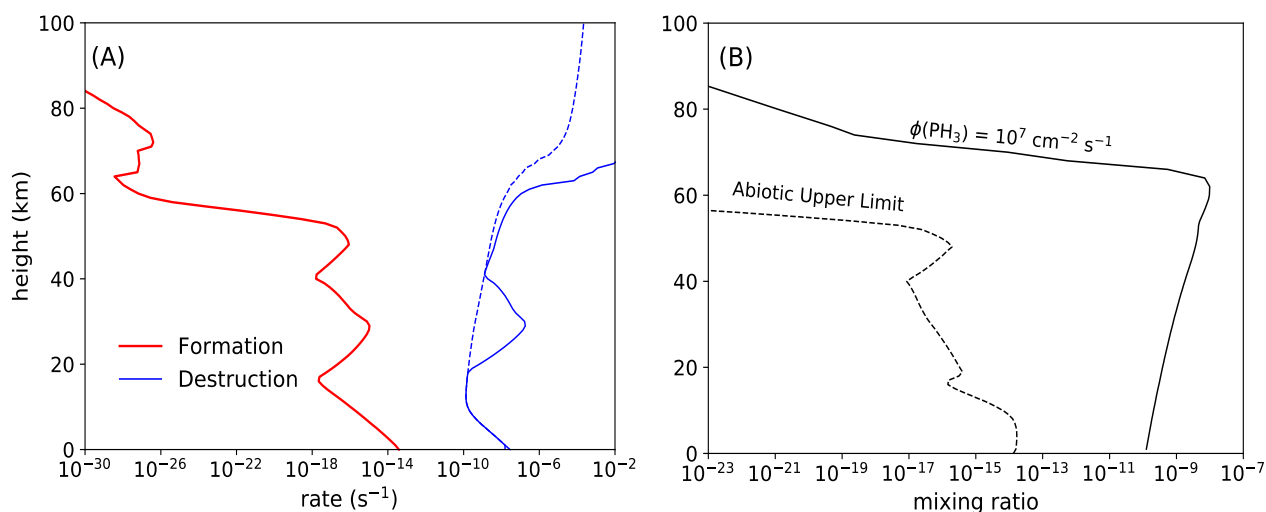 (A)
height (km)
100
80
60
40
20
0
Formation
Destruction
10⁻³⁰ 10⁻²⁶ 10⁻²² 10⁻¹⁸ 10⁻¹⁴ 10⁻¹⁰ 10⁻⁶ 10⁻²
rate (s⁻¹)
(B)
100
80
60
40
20
0
ϕ(PH₃) = 10⁷ cm⁻² s⁻¹
Abiotic Upper Limit
10⁻²³ 10⁻²¹ 10⁻¹⁹ 10⁻¹⁷ 10⁻¹⁵ 10⁻¹³ 10⁻¹¹ 10⁻⁹ 10⁻⁷
mixing ratio